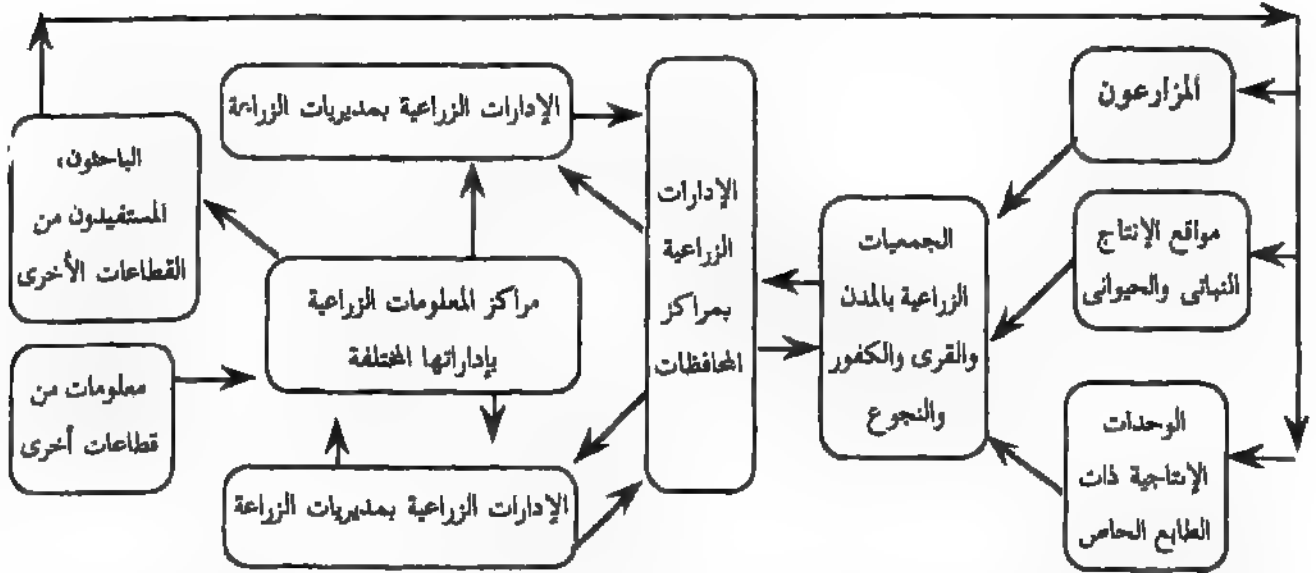 المزارعون
مواقع الإنتاج
النباتى والحيوانى
الوحدات
الإنتاجية ذات
الطابع الخاص
الجمعيات
الزراعية بالمدن
والقرى والكفور
والنجوع
الإدارات
الزراعية
بمراكز
المحافظات
الإدارات الزراعية بمديريات الزراعة
مراكز المعلومات الزراعية
بإداراتها المختلفة
الإدارات الزراعية بمديريات الزراعة
الباحثون،
المستفيدون من
القطاعات الأخرى
معلومات من
قطاعات أخرى